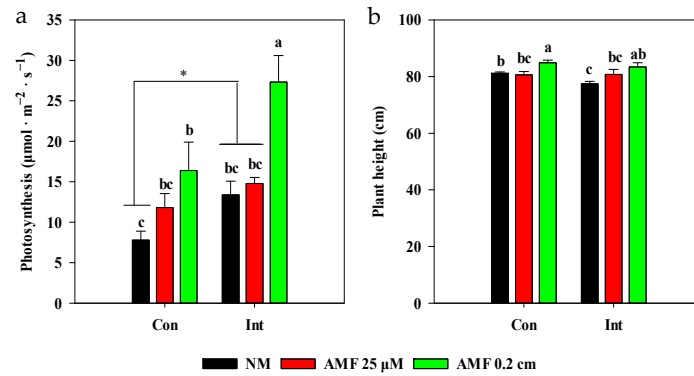 a
Photosynthesis (μmol · m⁻² · s⁻¹)
35
30
25
20
15
10
5
0
*
c
bc
b
bc
bc
a
Con
Int
b
Plant height (cm)
100
80
60
40
20
0
b
bc
a
c
bc
ab
Con
Int
NM
AMF 25 μM
AMF 0.2 cm